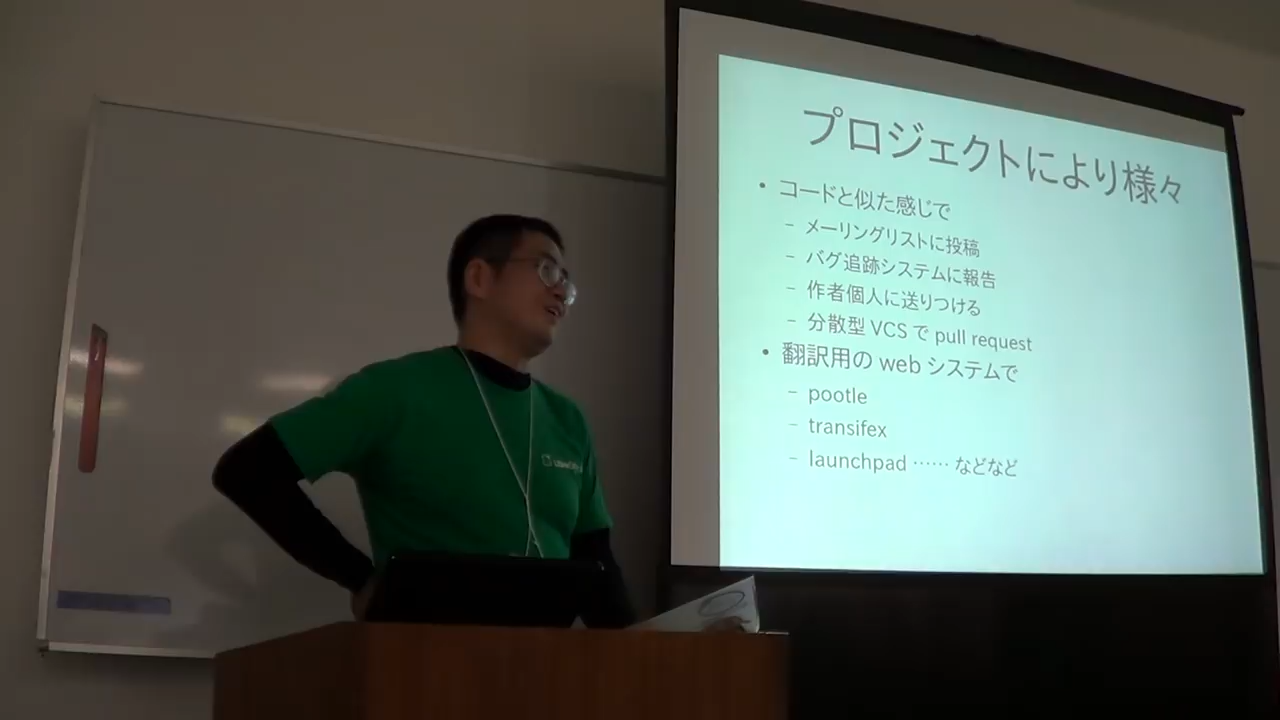 プロジェクトにより様々
• コードと似た感じで
– メーリングリストに投稿
– バグ追跡システムに報告
– 作者個人に送りつける
– 分散型 VCS で pull request
• 翻訳用の web システムで
– pootle
– transifex
– launchpad …… などなど